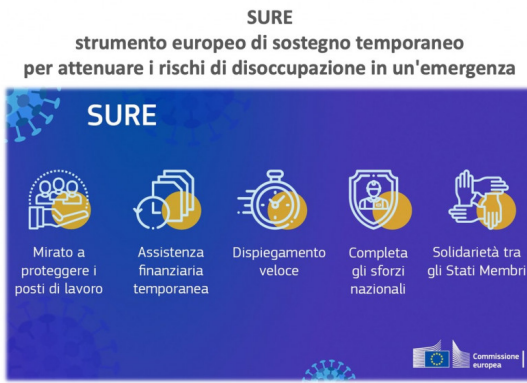 SURE
strumento europeo di sostegno temporaneo
per attenuare i rischi di disoccupazione in un'emergenza
SURE
Mirato a
proteggere i
posti di lavoro
Assistenza
finanziaria
temporanea
Dispiegamento
veloce
Completa
gli sforzi
nazionali
Solidarietà tra
gli Stati Membri
Commissione
europea